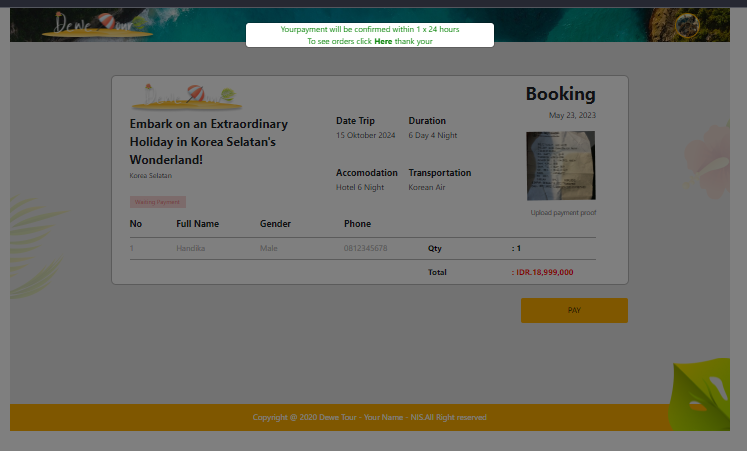 Dewe Tour
Yourpayment will be confirmed within 1 x 24 hours
To see orders click Here thank your
Dewe Tour
Booking
May 23, 2023
Embark on an Extraordinary
Holiday in Korea Selatan's
Wonderland!
Korea Selatan
Waiting Payment
Date Trip Duration
15 Oktober 2024 6 Day 4 Night
Accomodation Transportation
Hotel 6 Night Korean Air
Upload payment proof
No Full Name Gender Phone
1 Handika Male 0812345678 Qty : 1
Total : IDR.18,999,000
PAY
Copyright @ 2020 Dewe Tour - Your Name - NIS.All Right reserved